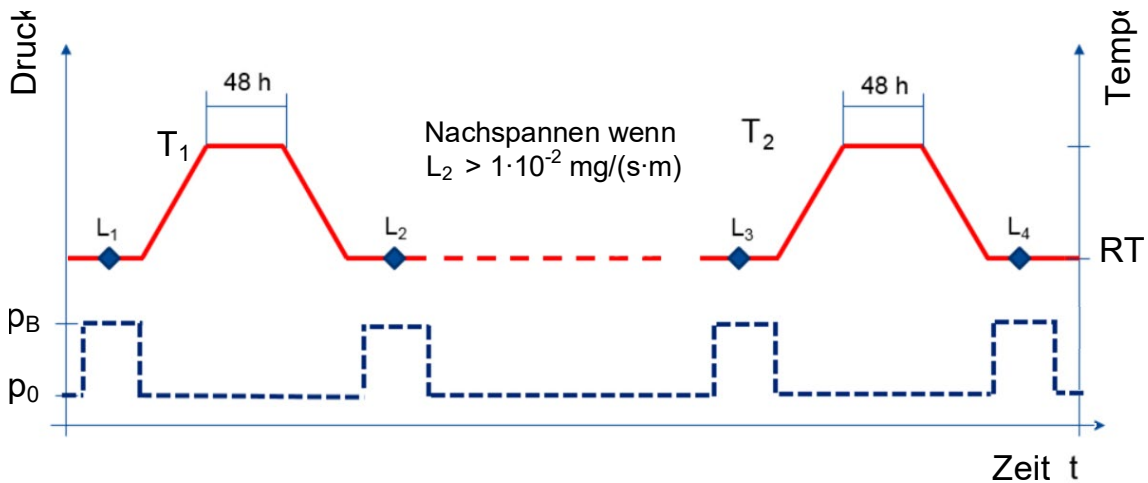 Druck
Tempe
48 h
48 h
T₁
Nachspannen wenn
L₂ > 1·10⁻² mg/(s·m)
T₂
L₁
L₂
L₃
L₄
RT
pB
p₀
Zeit t